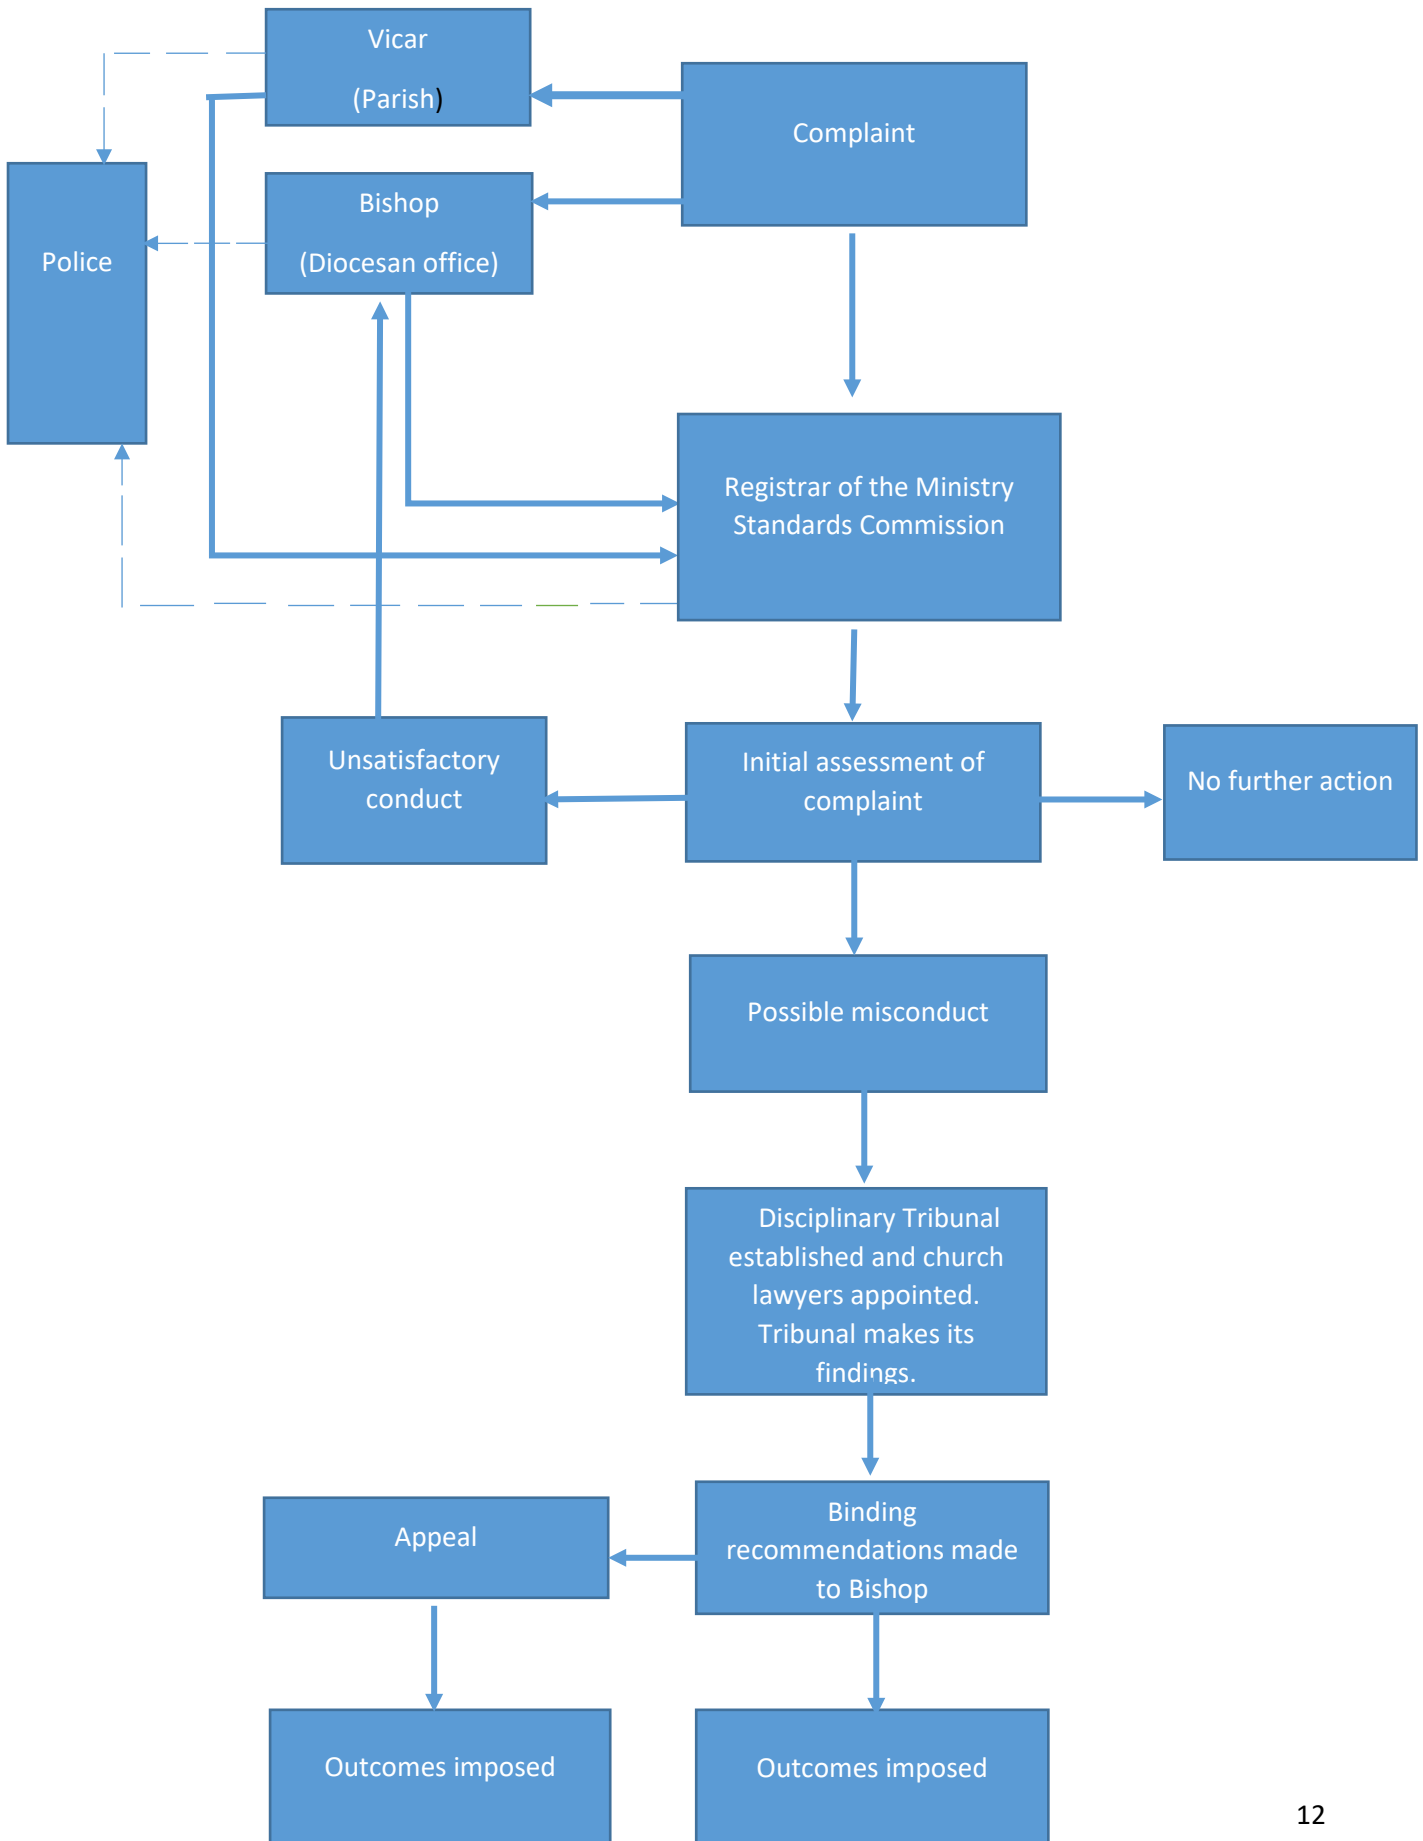 Vicar
(Parish)
Complaint
Bishop
(Diocesan office)
Police
Registrar of the Ministry
Standards Commission
Unsatisfactory
conduct
Initial assessment of
complaint
No further action
Possible misconduct
Disciplinary Tribunal
established and church
lawyers appointed.
Tribunal makes its
findings.
Binding
recommendations made
to Bishop
Appeal
Outcomes imposed
Outcomes imposed
12